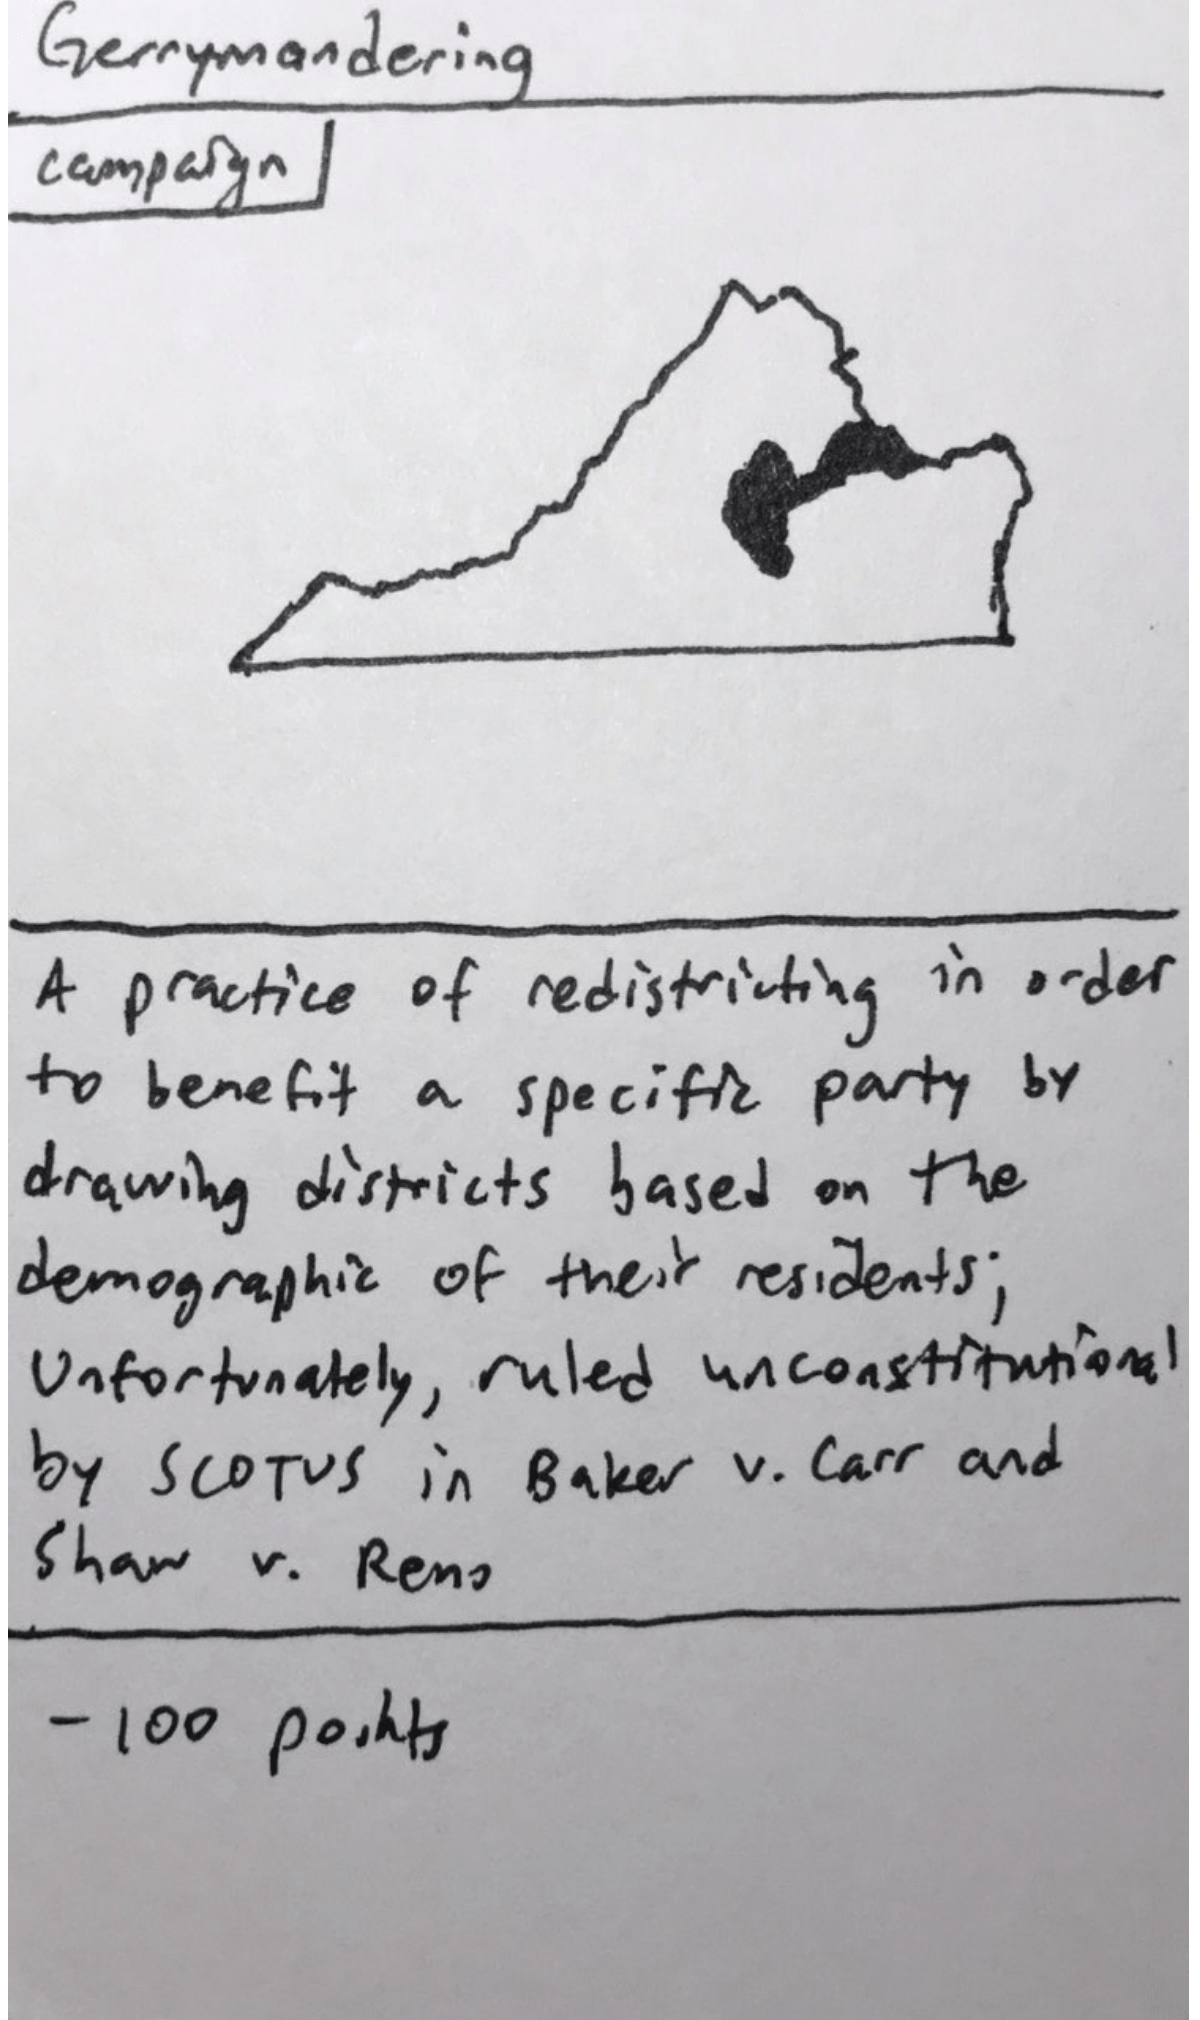 Gerrymandering
campaign
A practice of redistricting in order
to benefit a specific party by
drawing districts based on the
demographic of their residents;
Unfortunately, ruled unconstitutional
by SCOTUS in Baker v. Carr and
Shaw v. Reno
-100 points